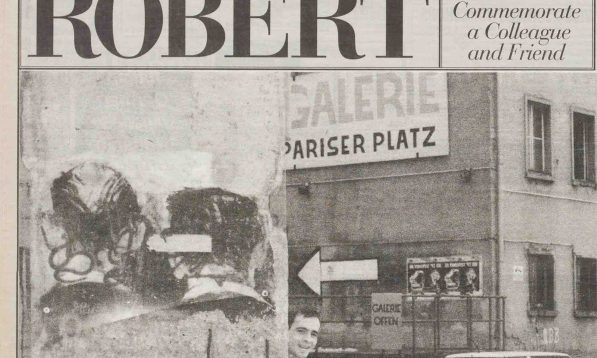 ROBERT
Commemorate
a Colleague
and Friend
GALERIE
PARISER PLATZ
GALERIE
OFFEN